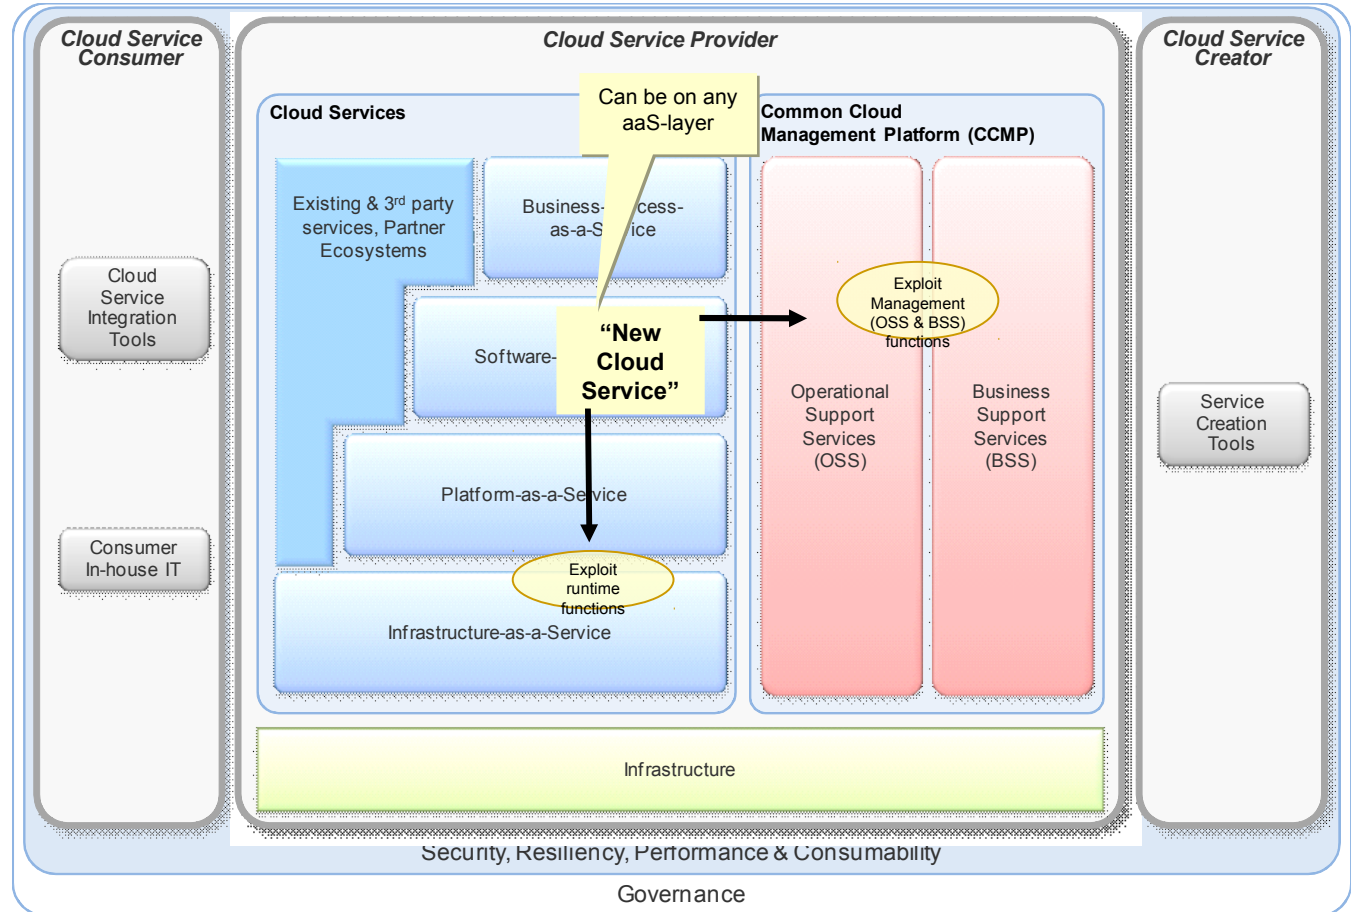 Cloud Service
Consumer
Cloud Service Provider
Cloud Service
Creator
Can be on any
aaS-layer
Cloud Services
Common Cloud
Management Platform (CCMP)
Existing & 3rd party
services, Partner
Ecosystems
Business-
cess-
as-a-S
vice
Cloud
Service
Integration
Tools
Exploit
Management
(OSS & BSS)
functions
“New
Cloud
Service”
Software-
Operational
Support
Services
(OSS)
Business
Support
Services
(BSS)
Service
Creation
Tools
Platform-as-a-Service
Consumer
In-house IT
Exploit
runtime
functions
Infrastructure-as-a-Service
Infrastructure
Security, Resiliency, Performance & Consumability
Governance